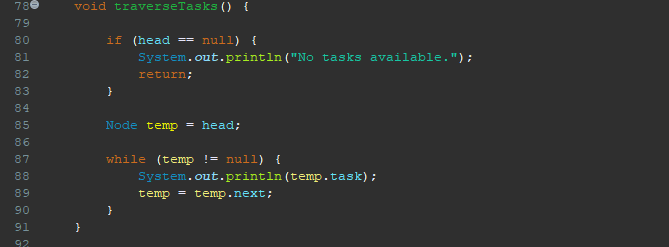 78 void traverseTasks() {
79
80 if (head == null) {
81 System.out.println("No tasks available.");
82 return;
83 }
84
85 Node temp = head;
86
87 while (temp != null) {
88 System.out.println(temp.task);
89 temp = temp.next;
90 }
91 }
92